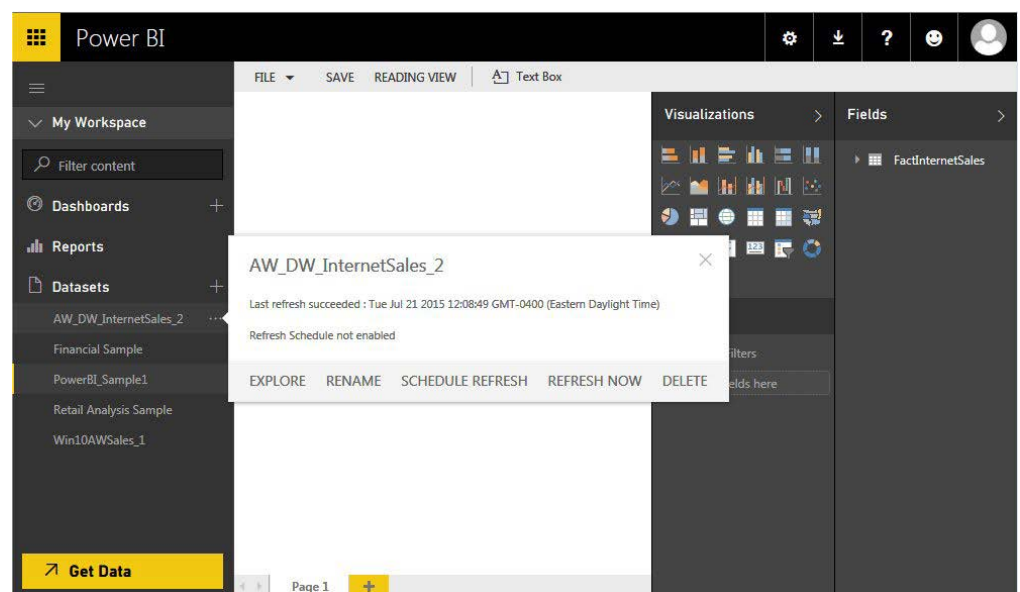 Power BI
?
FILE SAVE READING VIEW Text Box
My Workspace
Filter content
Dashboards
Reports
Datasets
AW_DW_InternetSales_2 ...
Financial Sample
PowerBI_Sample1
Retail Analysis Sample
Win10AWSales_1
Get Data
Visualizations
Fields
FactInternetSales
123
AW_DW_InternetSales_2
Last refresh succeeded : Tue Jul 21 2015 12:08:49 GMT-0400 (Eastern Daylight Time)
Refresh Schedule not enabled
EXPLORE RENAME SCHEDULE REFRESH REFRESH NOW DELETE
here
Page 1